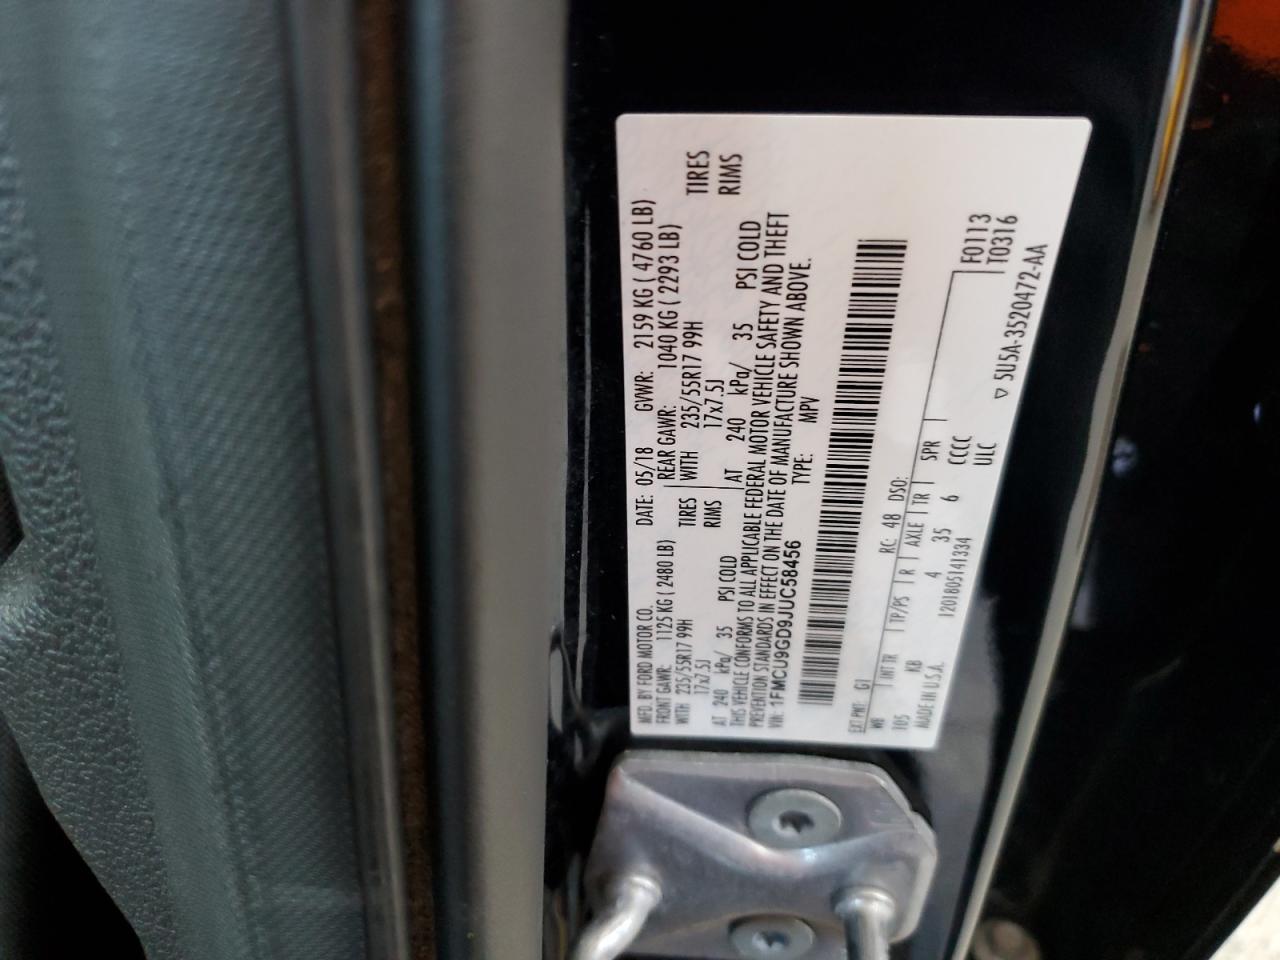 MFD. BY FORD MOTOR CO. DATE: 05/18 GVWR: 2159 KG ( 4760 LB)
FRONT GAWR: 1125 KG ( 2480 LB) REAR GAWR: 1040 KG ( 2293 LB)
WITH 235/55R17 99H TIRES WITH 235/55R17 99H TIRES
17x7.5J RIMS 17x7.5J RIMS
AT 240 kPa/ 35 PSI COLD AT 240 kPa/ 35 PSI COLD
THIS VEHICLE CONFORMS TO ALL APPLICABLE FEDERAL MOTOR VEHICLE SAFETY AND THEFT
PREVENTION STANDARDS IN EFFECT ON THE DATE OF MANUFACTURE SHOWN ABOVE.
VIN: 1FMCU9GD9JUC58456 TYPE: MPV
EXT PNT: G1 RC: 48 DSO: F0113
WB INT TR TP/PS R AXLE TR SPR T0316
105 KB 4 35 6 CCCC
MADE IN U.S.A. 1201805141334 ULC ▽ 5U5A-3520472-AA